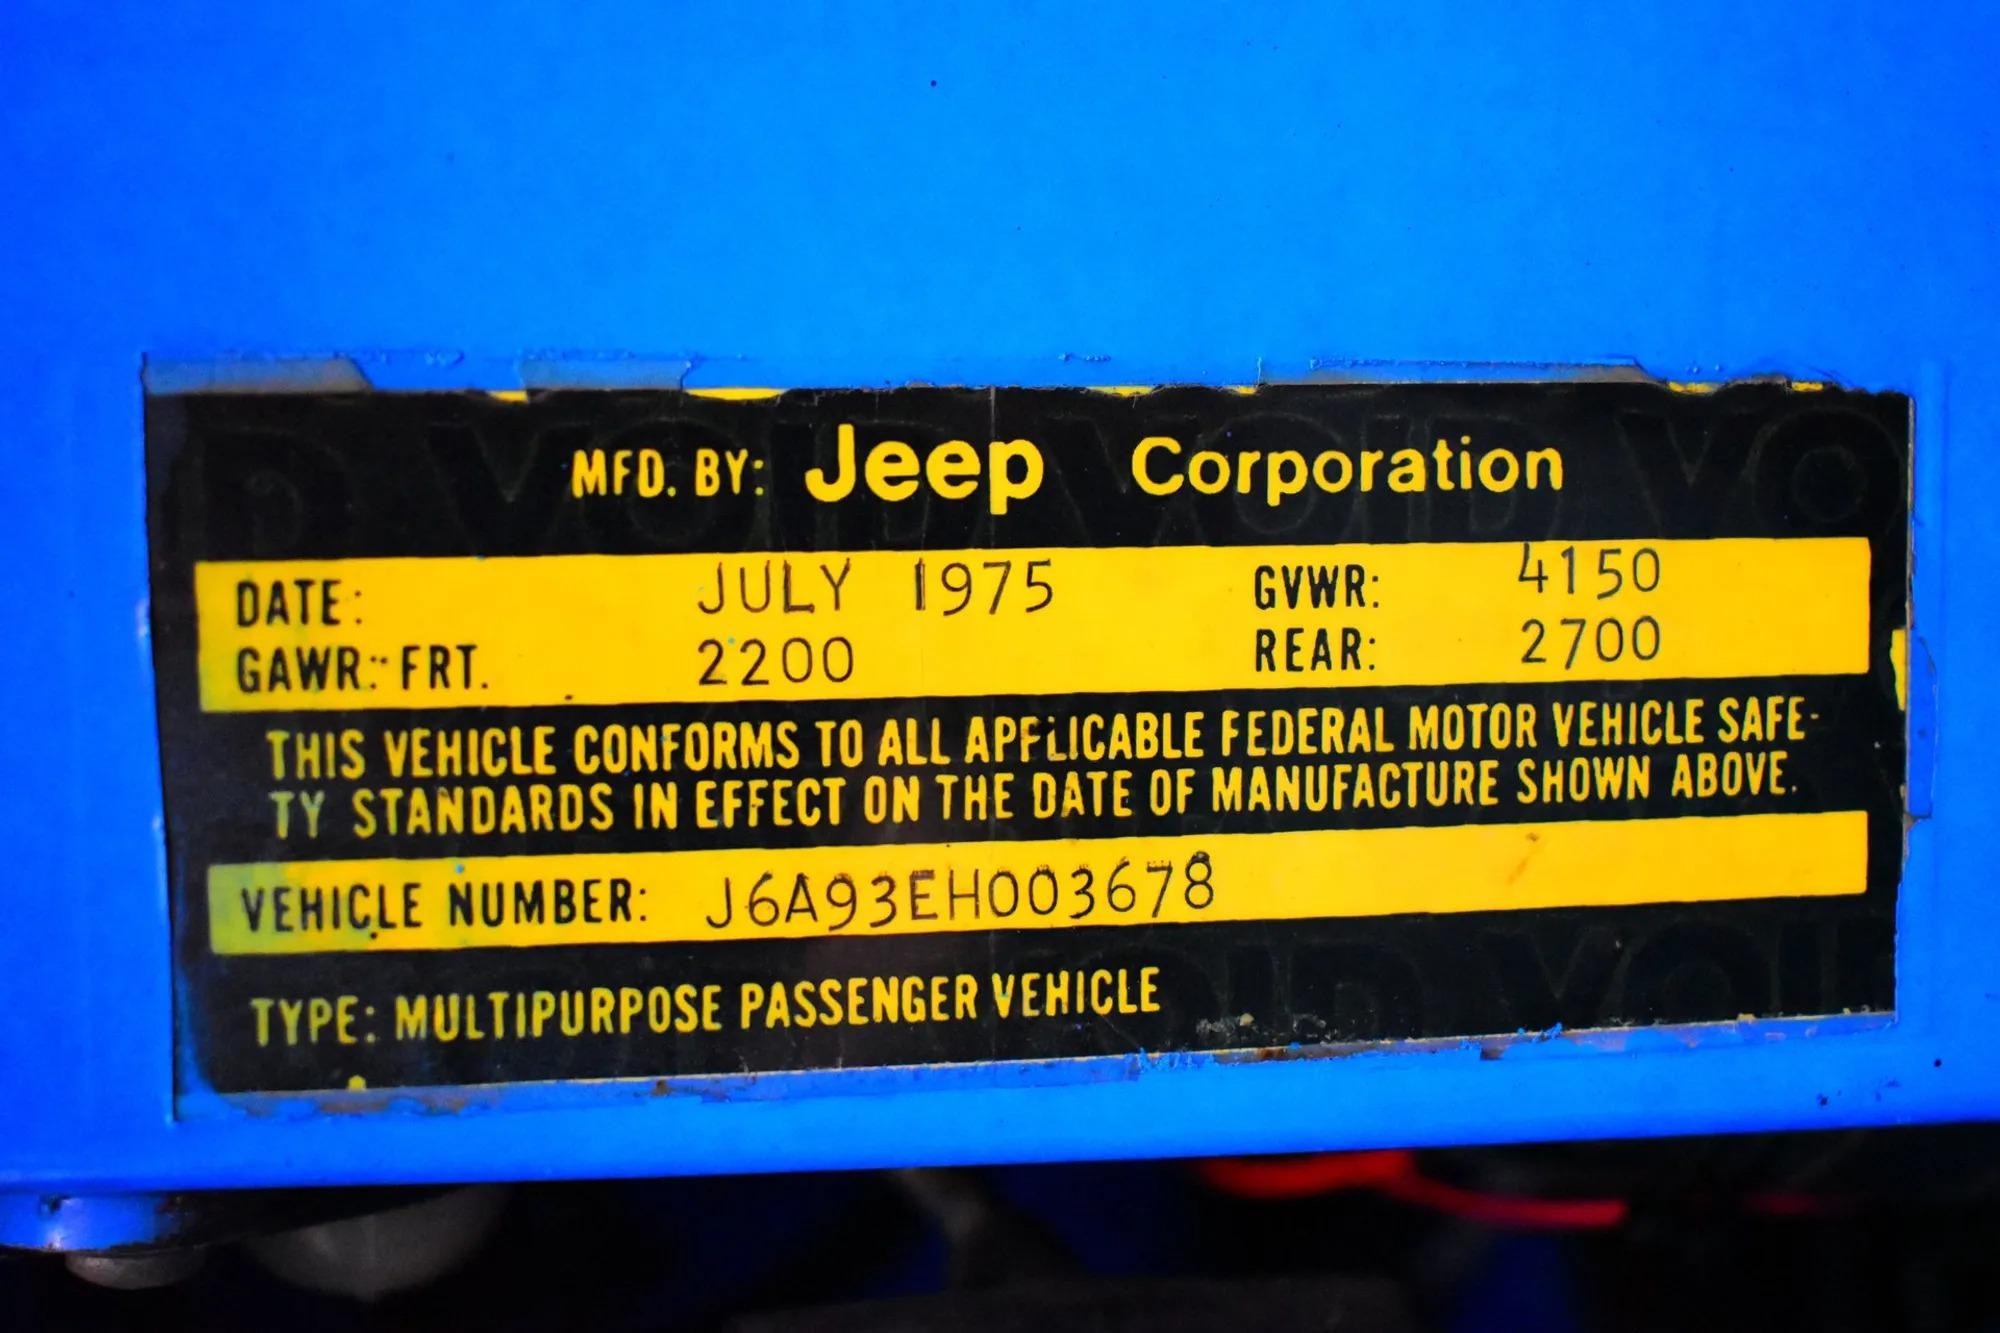 MFD. BY: Jeep Corporation
DATE: JULY 1975 GVWR: 4150
GAWR: FRT. 2200 REAR: 2700
THIS VEHICLE CONFORMS TO ALL APPLICABLE FEDERAL MOTOR VEHICLE SAFE-
TY STANDARDS IN EFFECT ON THE DATE OF MANUFACTURE SHOWN ABOVE.
VEHICLE NUMBER: J6A93EH003678
TYPE: MULTIPURPOSE PASSENGER VEHICLE